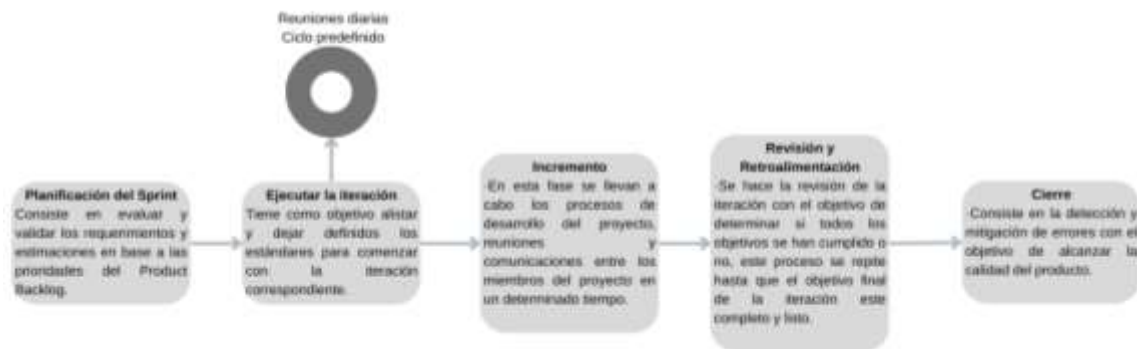 Reuniones diarias
Ciclo predefinido
Planificación del Sprint
Consiste en evaluar y
validar los requerimientos y
estimaciones en base a las
prioridades del Product
Backlog.
Ejecutar la iteración
Tiene como objetivo alistar
y dejar definidos los
estándares para comenzar
con la iteración
correspondiente.
Incremento
-En esta fase se llevan a
cabo los procesos de
desarrollo del proyecto,
reuniones y
comunicaciones entre los
miembros del proyecto en
un determinado tiempo.
Revisión y
Retroalimentación
-Se hace la revisión de la
iteración con el objetivo de
determinar si todos los
objetivos se han cumplido o
no, este proceso se repite
hasta que el objetivo final
de la iteración este
completo y listo.
Cierre
-Consiste en la detección y
mitigación de errores con el
objetivo de alcanzar la
calidad del producto.